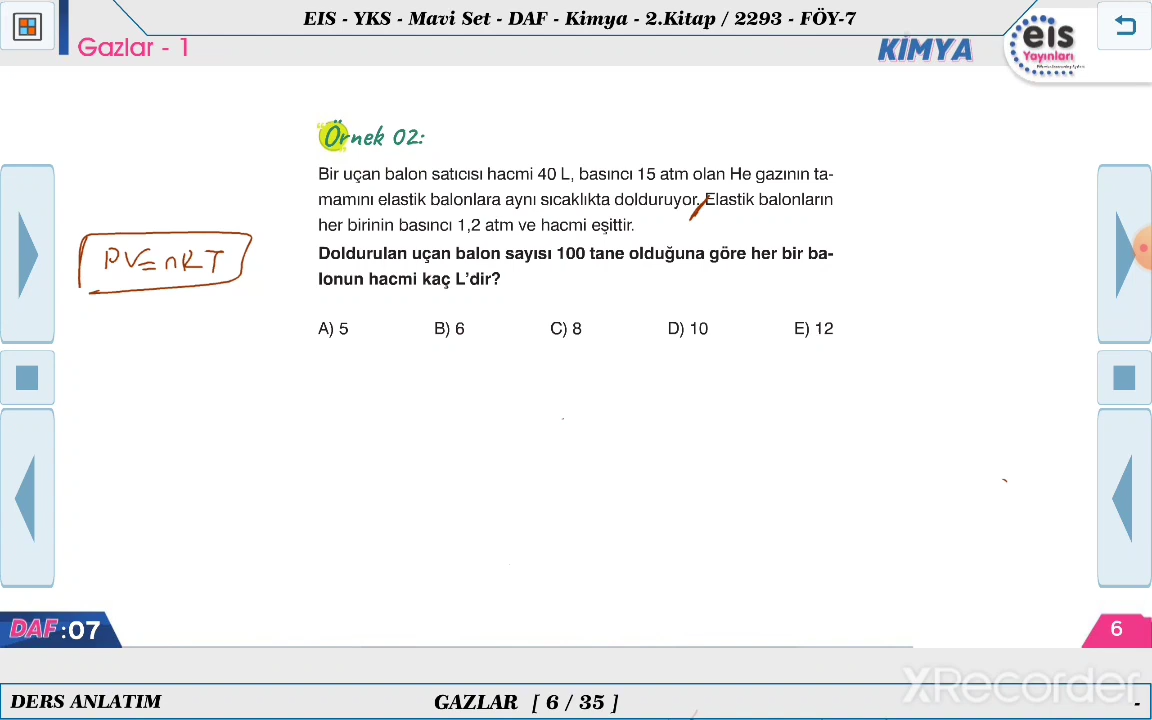 EIS - YKS - Mavi Set - DAF - Kimya - 2.Kitap / 2293 - FÖY-7
Gazlar - 1
KİMYA
eis
Yayınları
Örnek 02:
Bir uçan balon satıcısı hacmi 40 L, basıncı 15 atm olan He gazının ta-
mamını elastik balonlara aynı sıcaklıkta dolduruyor. Elastik balonların
her birinin basıncı 1,2 atm ve hacmi eşittir.
PV=nRT
Doldurulan uçan balon sayısı 100 tane olduğuna göre her bir ba-
lonun hacmi kaç L'dir?
A) 5 B) 6 C) 8 D) 10 E) 12
DAF:07
6
XRecorder
DERS ANLATIM GAZLAR [ 6 / 35 ] -